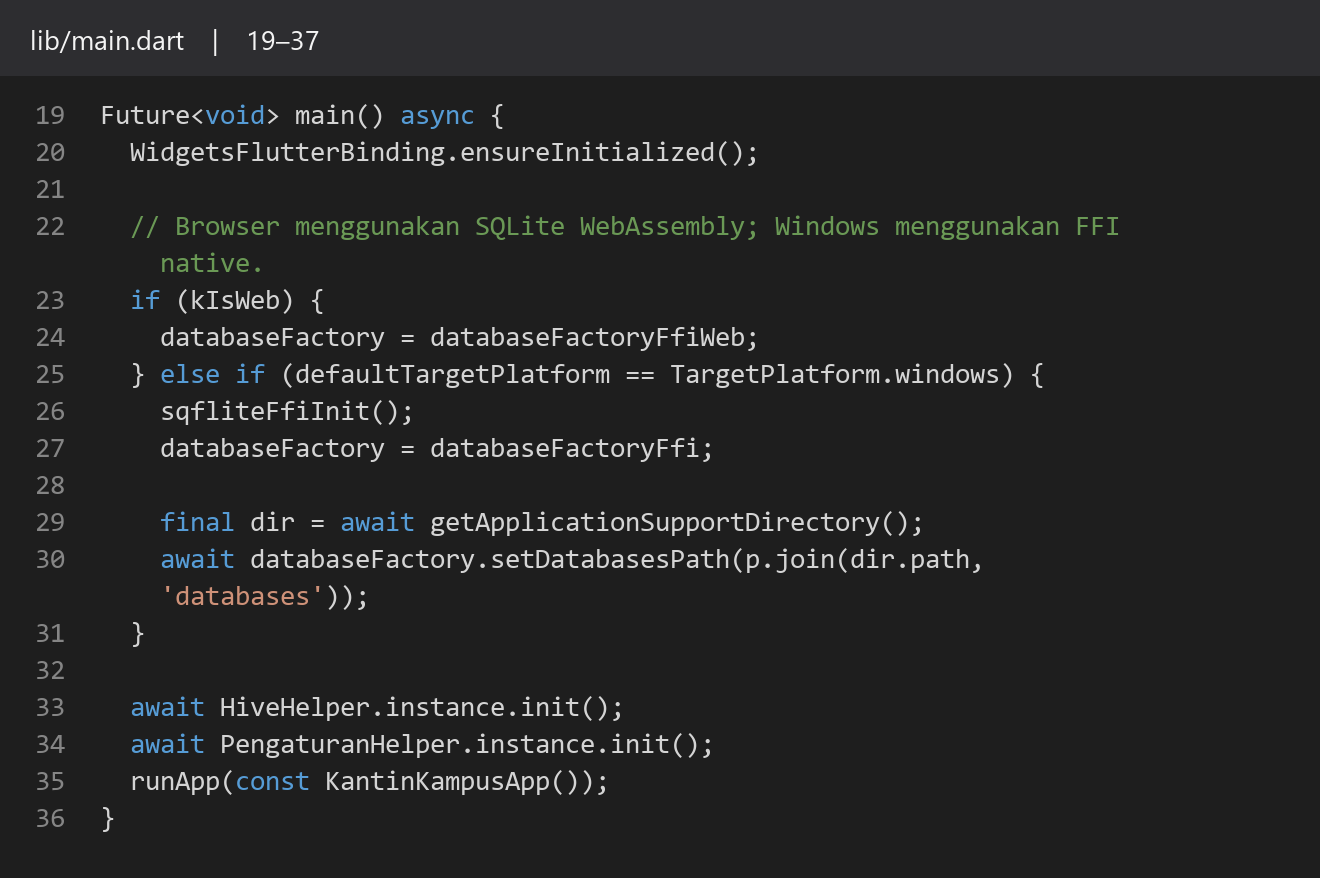 lib/main.dart | 19–37
19 Future<void> main() async {
20   WidgetsFlutterBinding.ensureInitialized();
21
22   // Browser menggunakan SQLite WebAssembly; Windows menggunakan FFI
     native.
23   if (kIsWeb) {
24     databaseFactory = databaseFactoryFfiWeb;
25   } else if (defaultTargetPlatform == TargetPlatform.windows) {
26     sqfliteFfiInit();
27     databaseFactory = databaseFactoryFfi;
28
29     final dir = await getApplicationSupportDirectory();
30     await databaseFactory.setDatabasesPath(p.join(dir.path,
       'databases'));
31   }
32
33   await HiveHelper.instance.init();
34   await PengaturanHelper.instance.init();
35   runApp(const KantinKampusApp());
36 }